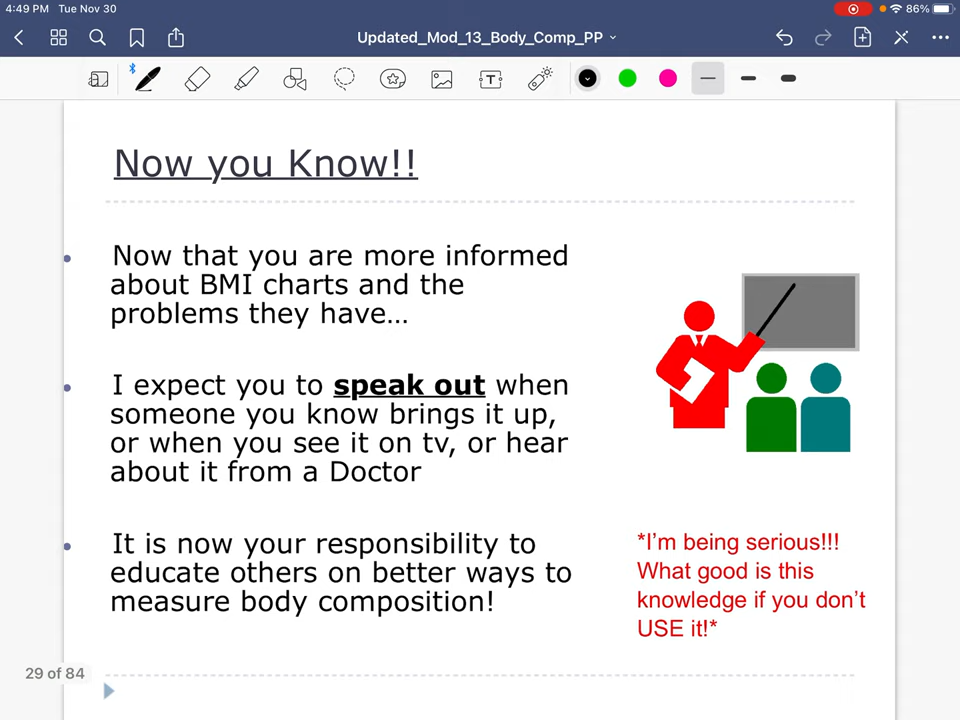 4:49 PM Tue Nov 30
86%
Updated_Mod_13_Body_Comp_PP
T
Now you Know!!
• Now that you are more informed
about BMI charts and the
problems they have...
• I expect you to speak out when
someone you know brings it up,
or when you see it on tv, or hear
about it from a Doctor
• It is now your responsibility to
educate others on better ways to
measure body composition!
*I'm being serious!!!
What good is this
knowledge if you don't
USE it!*
29 of 84